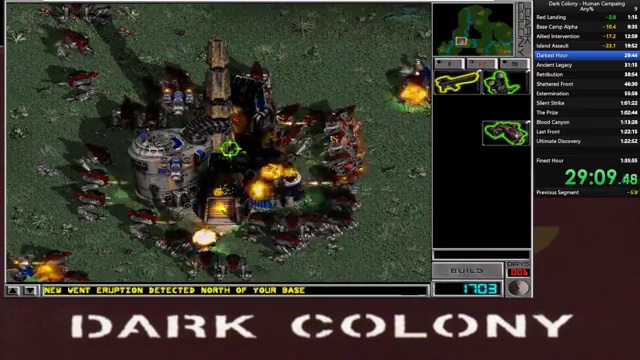 Dark Colony - Human Campaing
Any% 9
Red Landing -2.8 1:15
Base Camp Alpha -10.4 9:35
Allied Intervention -17.2 12:59
Island Assault -23.1 19:52
Darkest Hour 29:44
Ancient Legacy 31:15
Retribution 38:54
Shattered Front 46:30
Extermination 55:58
Silent Strike 1:01:22
The Prize 1:02:44
Blood Canyon 1:13:28
Last Front 1:22:15
Ultimate Discovery 1:22:52
Finest Hour 1:35:55
29:09.48
Previous Segment
BUILD
DAYS
001
1703
NEW VENT ERUPTION DETECTED NORTH OF YOUR BASE
DARK COLONY